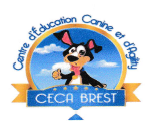 Centre d'Education Canine et d'Agility
CECA BREST